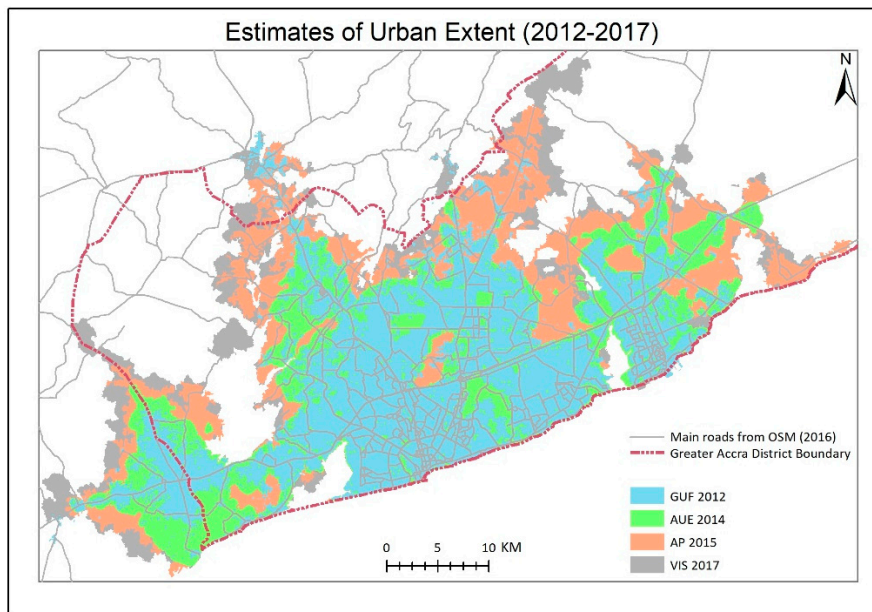 Estimates of Urban Extent (2012-2017)
N
Main roads from OSM (2016)
Greater Accra District Boundary
GUF 2012
AUE 2014
AP 2015
VIS 2017
0 5 10 KM